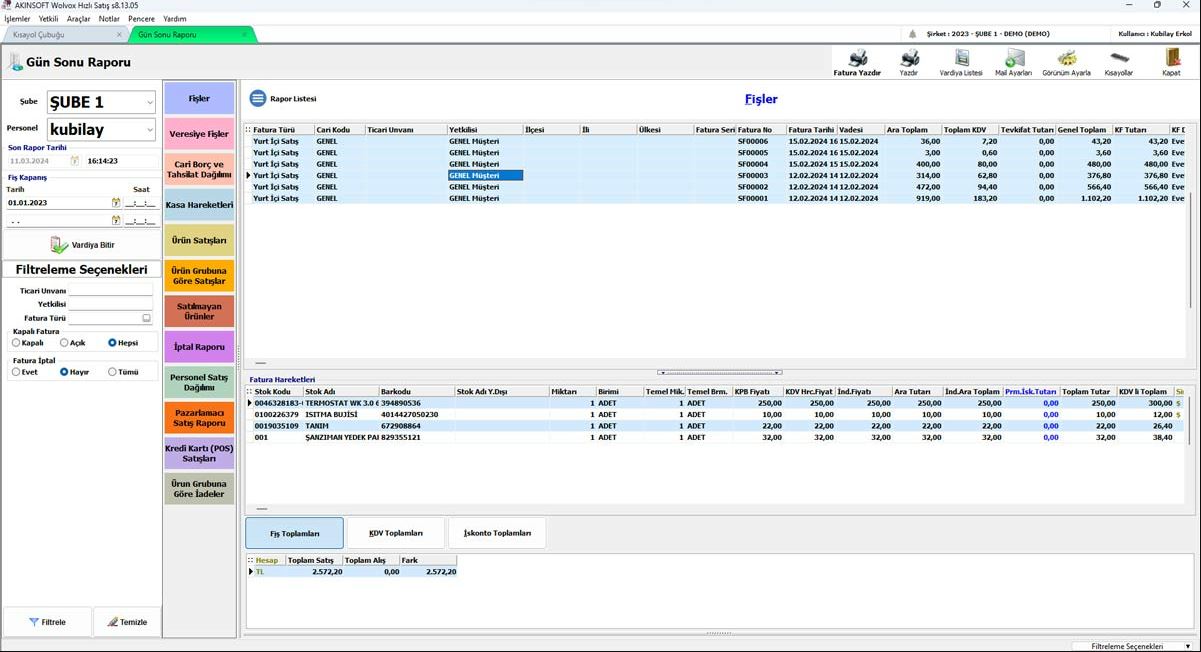 AKINSOFT Wolvox Hızlı Satış s8.13.05
İşlemler Yetkili Araçlar Notlar Pencere Yardım
Kısayol Çubuğu × Gün Sonu Raporu × Şirket : 2023 - ŞUBE 1 - DEMO (DEMO) Kullanıcı : Kubilay Erkol
Gün Sonu Raporu
Fatura Yazdır Yazdır Vardiya Listesi Mail Ayarları Görünüm Ayarla Kısayollar Kapat
Şube ŞUBE 1
Personel kubilay
Son Rapor Tarihi
11.03.2024 16:14:23
Fiş Kapanış
Tarih Saat
01.01.2023 __:__:__
. . __:__:__
Vardiya Bitir
Filtreleme Seçenekleri
Ticari Unvanı
Yetkilisi
Fatura Türü
Kapalı Fatura
Kapalı Açık Hepsi
Fatura İptal
Evet Hayır Tümü
Filtrele Temizle
Fişler
Veresiye Fişler
Cari Borç ve
Tahsilat Dağılımı
Kasa Hareketleri
Ürün Satışları
Ürün Grubuna
Göre Satışlar
Satılmayan
Ürünler
İptal Raporu
Personel Satış
Dağılımı
Pazarlamacı
Satış Raporu
Kredi Kartı (POS)
Satışları
Ürun Grubuna
Göre İadeler
Rapor Listesi
Fişler
Fatura Türü Cari Kodu Ticari Unvanı Yetkilisi İlçesi İli Ülkesi Fatura Seri Fatura No Fatura Tarihi Vadesi Ara Toplam Toplam KDV Tevkifat Tutarı Genel Toplam KF Tutarı KF D
Yurt İçi Satış GENEL GENEL Müşteri SF00006 15.02.2024 16 15.02.2024 36,00 7,20 0,00 43,20 43,20 Eve
Yurt İçi Satış GENEL GENEL Müşteri SF00005 15.02.2024 16 15.02.2024 3,00 0,60 0,00 3,60 3,60 Eve
Yurt İçi Satış GENEL GENEL Müşteri SF00004 15.02.2024 15 15.02.2024 400,00 80,00 0,00 480,00 480,00 Eve
Yurt İçi Satış GENEL GENEL Müşteri SF00003 12.02.2024 14 12.02.2024 314,00 62,80 0,00 376,80 376,80 Eve
Yurt İçi Satış GENEL GENEL Müşteri SF00002 12.02.2024 14 12.02.2024 472,00 94,40 0,00 566,40 566,40 Eve
Yurt İçi Satış GENEL GENEL Müşteri SF00001 12.02.2024 14 12.02.2024 919,00 183,20 0,00 1.102,20 1.102,20 Eve
Fatura Hareketleri
Stok Kodu Stok Adı Barkodu Stok Adı Y.Dışı Miktarı Birimi Temel Mik. Temel Brm. KPB Fiyatı KDV Hrc.Fiyat İnd.Fiyatı Ara Tutarı İnd.Ara Toplam Prm.İsk.Tutarı Toplam Tutar KDV li Toplam
0046328183-0 TERMOSTAT WK 3.0 6 394890536 1 ADET 1 ADET 250,00 250,00 250,00 250,00 250,00 0,00 250,00 300,00 $
0100226379 ISITMA BUJİSİ 4014427050230 1 ADET 1 ADET 10,00 10,00 10,00 10,00 10,00 0,00 10,00 12,00 $
0019035109 TANIM 672908864 1 ADET 1 ADET 22,00 22,00 22,00 22,00 22,00 0,00 22,00 26,40
001 ŞANZIMAN YEDEK PAI 829355121 1 ADET 1 ADET 32,00 32,00 32,00 32,00 32,00 0,00 32,00 38,40
Fiş Toplamları KDV Toplamları İskonto Toplamları
Hesap Toplam Satış Toplam Alış Fark
TL 2.572,20 0,00 2.572,20
Filtreleme Seçenekleri